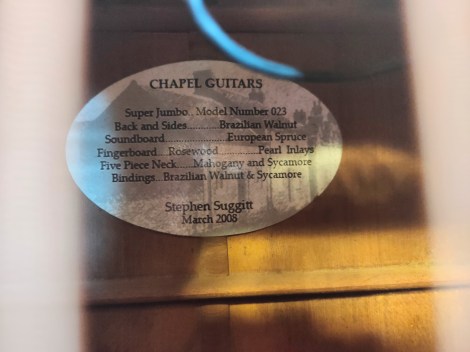 CHAPEL GUITARS
Super Jumbo.. Model Number 023
Back and Sides............Brazilian Walnut
Soundboard......................European Spruce
Fingerboard...Rosewood..............Pearl Inlays
Five Piece Neck......Mahogany and Sycamore
Bindings...Brazilian Walnut & Sycamore
Stephen Suggitt
March 2008